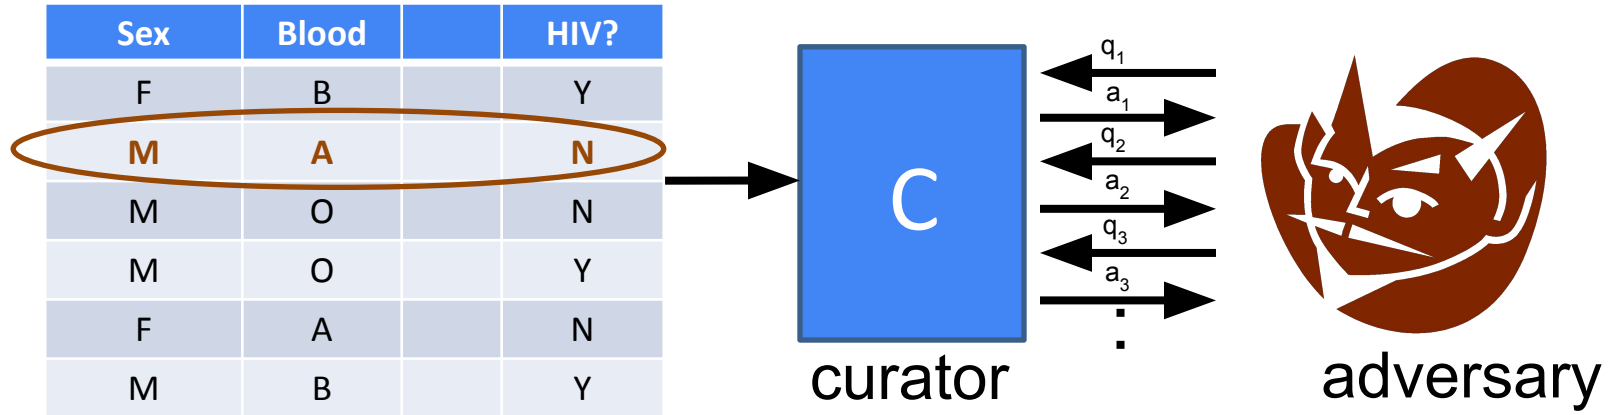 Sex Blood HIV?
F B Y
M A N
M O N
M O Y
F A N
M B Y
C
curator
q1
a1
q2
a2
q3
a3
adversary